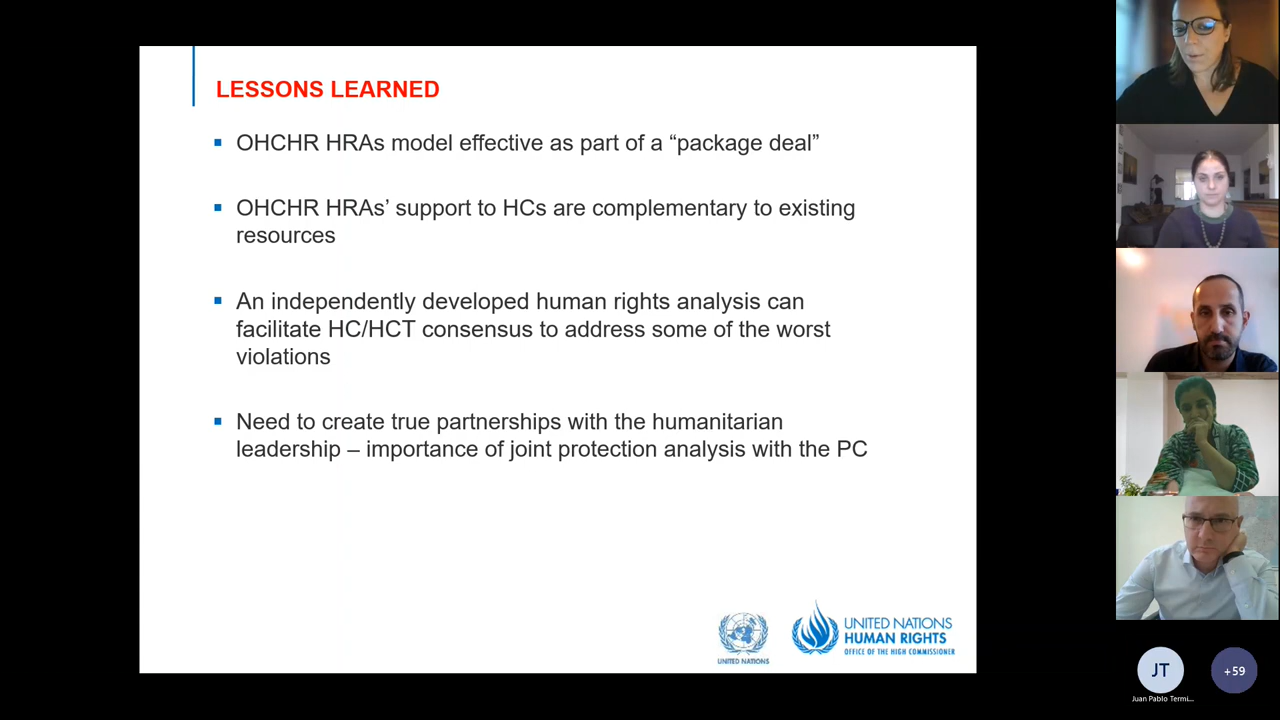 LESSONS LEARNED
▪ OHCHR HRAs model effective as part of a “package deal”
▪ OHCHR HRAs’ support to HCs are complementary to existing
resources
▪ An independently developed human rights analysis can
facilitate HC/HCT consensus to address some of the worst
violations
▪ Need to create true partnerships with the humanitarian
leadership – importance of joint protection analysis with the PC
UNITED NATIONS
UNITED NATIONS
HUMAN RIGHTS
OFFICE OF THE HIGH COMMISSIONER
JT
+59
Juan Pablo Termi...